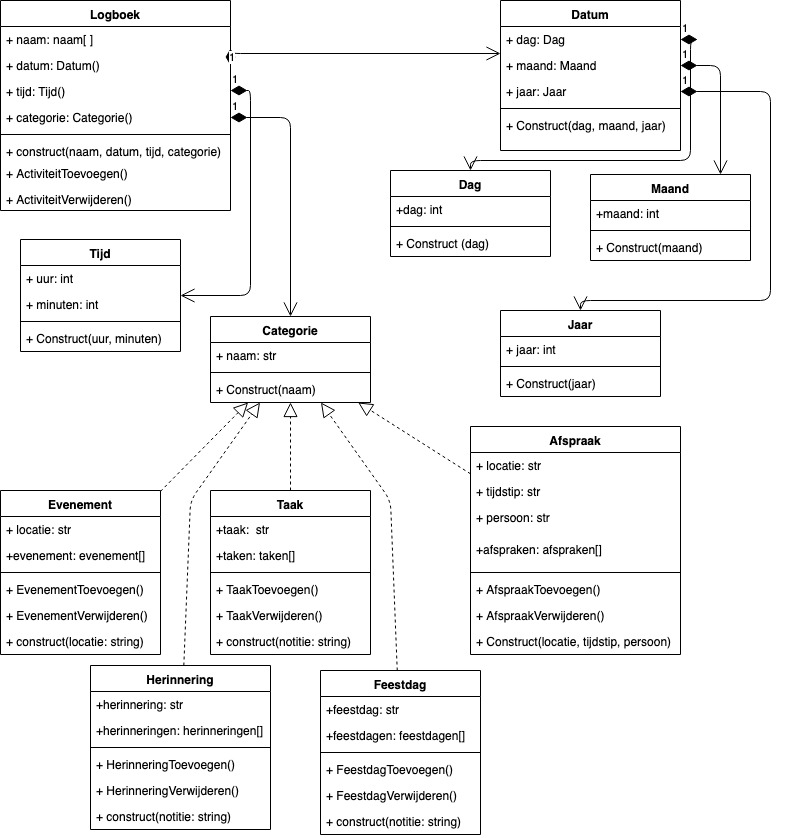 Logboek
+ naam: naam[ ]
+ datum: Datum()
+ tijd: Tijd()
+ categorie: Categorie()
+ construct(naam, datum, tijd, categorie)
+ ActiviteitToevoegen()
+ ActiviteitVerwijderen()
1
1
1
Datum
+ dag: Dag
+ maand: Maand
+ jaar: Jaar
+ Construct(dag, maand, jaar)
1
1
1
Dag
+dag: int
+ Construct (dag)
Maand
+maand: int
+ Construct(maand)
Tijd
+ uur: int
+ minuten: int
+ Construct(uur, minuten)
Categorie
+ naam: str
+ Construct(naam)
Jaar
+ jaar: int
+ Construct(jaar)
Evenement
+ locatie: str
+evenement: evenement[]
+ EvenementToevoegen()
+ EvenementVerwijderen()
+ construct(locatie: string)
Taak
+taak:  str
+taken: taken[]
+ TaakToevoegen()
+ TaakVerwijderen()
+ construct(notitie: string)
Afspraak
+ locatie: str
+ tijdstip: str
+ persoon: str
+afspraken: afspraken[]
+ AfspraakToevoegen()
+ AfspraakVerwijderen()
+ Construct(locatie, tijdstip, persoon)
Herinnering
+herinnering: str
+herinneringen: herinneringen[]
+ HerinneringToevoegen()
+ HerinneringVerwijderen()
+ construct(notitie: string)
Feestdag
+feestdag: str
+feestdagen: feestdagen[]
+ FeestdagToevoegen()
+ FeestdagVerwijderen()
+ construct(notitie: string)